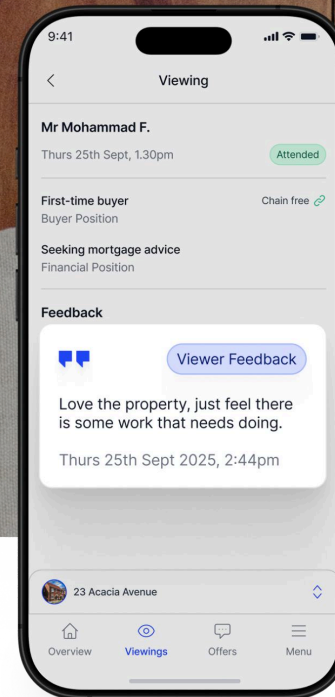 9:41
Viewing
Mr Mohammad F.
Thurs 25th Sept, 1.30pm
Attended
First-time buyer
Chain free
Buyer Position
Seeking mortgage advice
Financial Position
Feedback
Viewer Feedback
Love the property, just feel there
is some work that needs doing.
Thurs 25th Sept 2025, 2:44pm
23 Acacia Avenue
Overview
Viewings
Offers
Menu